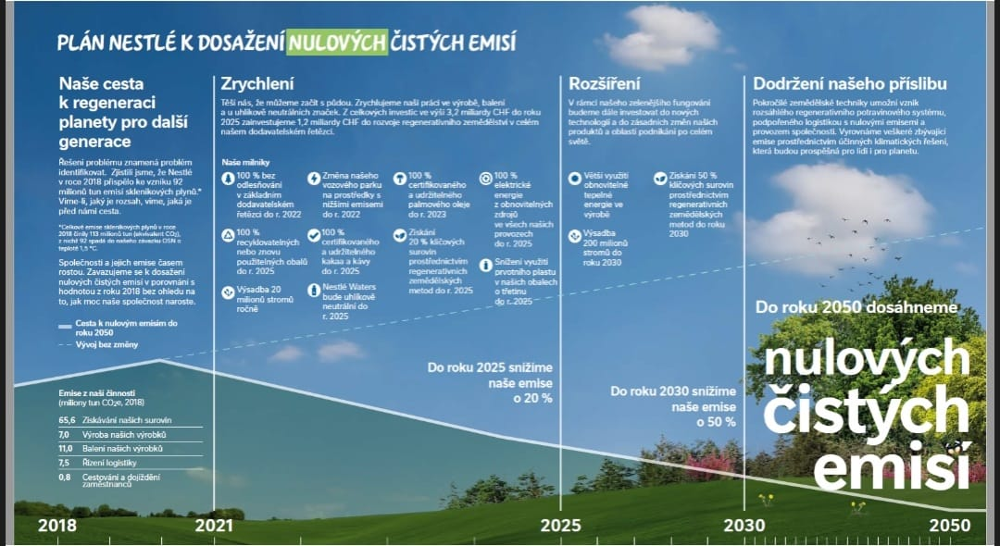 PLÁN NESTLÉ K DOSAŽENÍ NULOVÝCH ČISTÝCH EMISÍ
Naše cesta
k regeneraci
planety pro další
generace
Řešení problému znamená problém
identifikovat. Zjistili jsme, že Nestlé
v roce 2018 přispělo ke vzniku 92
milionů tun emisí skleníkových plynů.*
Víme-li, jaký je rozsah, víme, jaká je
před námi cesta.
*Celkové emise skleníkových plynů v roce
2018 činily 113 milionů tun (ekvivalent CO₂),
z nichž 92 spadá do našeho závazku OSN o
teplotě 1,5 °C.
Společnosti a jejich emise časem
rostou. Zavazujeme se k dosažení
nulových čistých emisí v porovnání s
hodnotou z roku 2018 bez ohledu na
to, jak moc naše společnost naroste.
Cesta k nulovým emisím do
roku 2050
Vývoj bez změny
Emise z naší činnosti
(miliony tun CO₂e, 2018)
65,6 Získávání našich surovin
7,0 Výroba našich výrobků
11,0 Balení našich výrobků
7,5 Řízení logistiky
0,8 Cestování a dojíždění
zaměstnanců
Zrychlení
Těší nás, že můžeme začít s půdou. Zrychlujeme naši práci ve výrobě, balení
a u uhlíkově neutrálních značek. Z celkových investic ve výši 3,2 miliardy CHF do roku
2025 zainvestujeme 1,2 miliardy CHF do rozvoje regenerativního zemědělství v celém
našem dodavatelském řetězci.
Naše milníky
100 % bez
odlesňování
v základním
dodavatelském
řetězci do r. 2022
100 %
recyklovatelných
nebo znovu
použitelných obalů
do r. 2025
Výsadba 20
milionů stromů
ročně
Změna našeho
vozového parku
na prostředky s
nižšími emisemi
do r. 2022
100 %
certifikovaného
a udržitelného
kakaa a kávy
do r. 2025
Nestlé Waters
bude uhlíkově
neutrální do
r. 2025
100 %
certifikovaného
a udržitelného
palmového oleje
do r. 2023
Získání
20 % klíčových
surovin
prostřednictvím
regenerativních
zemědělských
metod do r. 2025
100 %
elektrické
energie
z obnovitelných
zdrojů
ve všech našich
provozech
do r. 2025
Snížení využití
prvotního plastu
v našich obalech
o třetinu
do r. 2025
Do roku 2025 snížíme
naše emise
o 20 %
Rozšíření
V rámci našeho zelenějšího fungování
budeme dále investovat do nových
technologií a do zásadních změn našich
produktů a oblastí podnikání po celém
světě.
Větší využití
obnovitelné
tepelné
energie ve
výrobě
Výsadba
200 milionů
stromů do
roku 2030
Získání 50 %
klíčových surovin
prostřednictvím
regenerativních
zemědělských
metod do roku
2030
Do roku 2030 snížíme
naše emise
o 50 %
Dodržení našeho příslibu
Pokročilé zemědělské techniky umožní vznik
rozsáhlého regenerativního potravinového systému,
podpořeného logistikou s nulovými emisemi a
provozem společnosti. Vyrovnáme veškeré zbývající
emise prostřednictvím účinných klimatických řešení,
která budou prospěšná pro lidi i pro planetu.
Do roku 2050 dosáhneme
nulových
čistých
emisí
2018 2021 2025 2030 2050